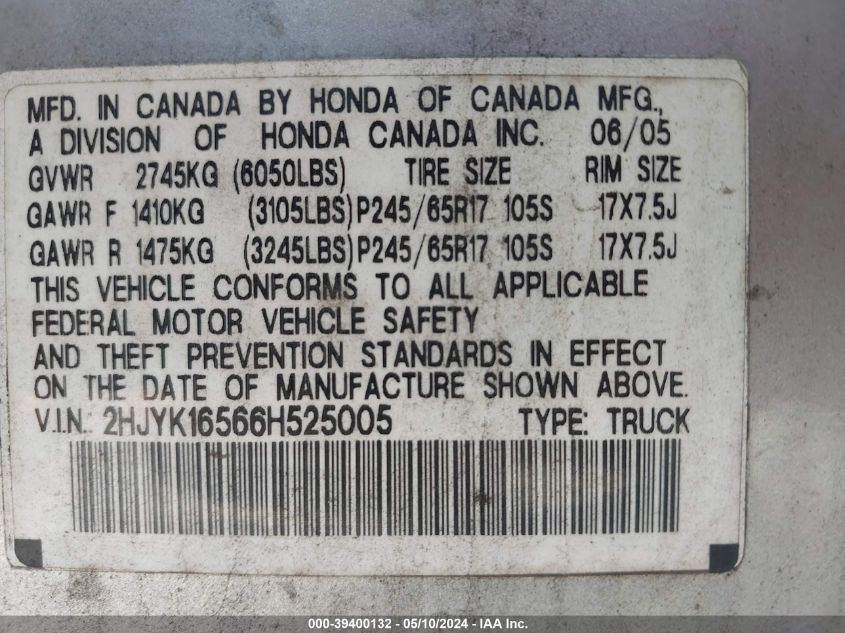 MFD. IN CANADA BY HONDA OF CANADA MFG.,
A DIVISION OF HONDA CANADA INC. 06/05
GVWR 2745KG (6050LBS) TIRE SIZE RIM SIZE
GAWR F 1410KG (3105LBS) P245/65R17 105S 17X7.5J
GAWR R 1475KG (3245LBS) P245/65R17 105S 17X7.5J
THIS VEHICLE CONFORMS TO ALL APPLICABLE
FEDERAL MOTOR VEHICLE SAFETY
AND THEFT PREVENTION STANDARDS IN EFFECT
ON THE DATE OF MANUFACTURE SHOWN ABOVE.
V.I.N.: 2HJYK16566H525005 TYPE: TRUCK
000-39400132 - 05/10/2024 - IAA Inc.